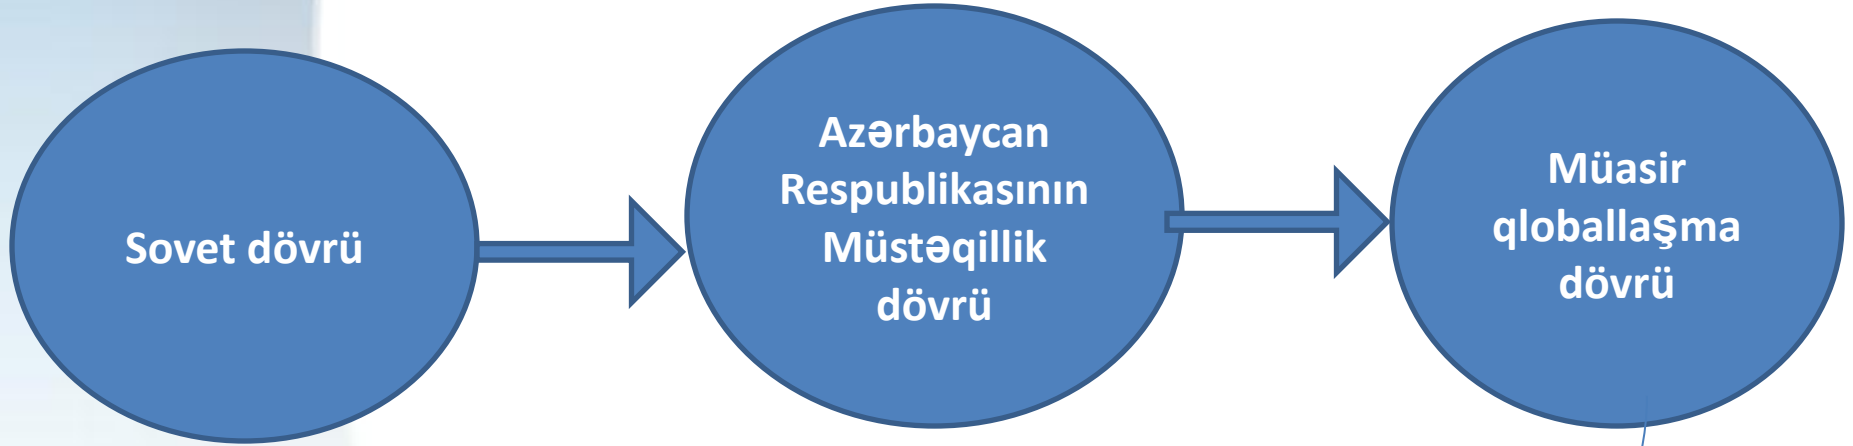 Sovet dövrü
Azərbaycan
Respublikasının
Müstəqillik
dövrü
Müasir
qloballaşma
dövrü